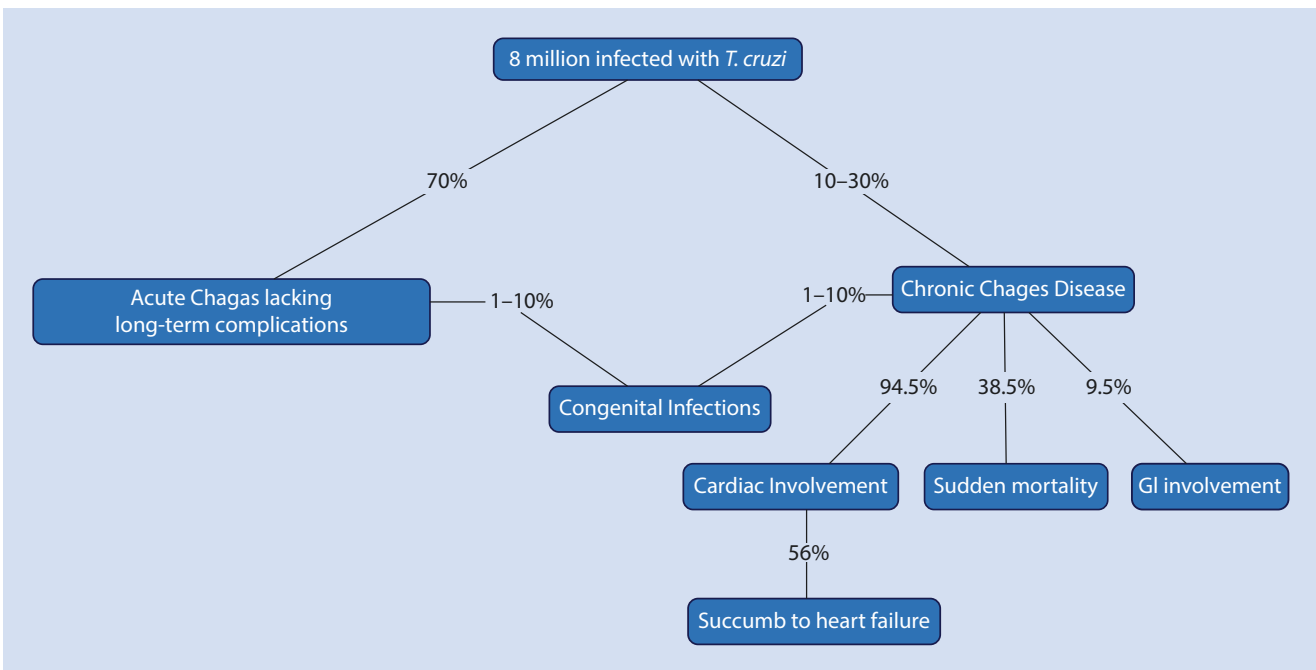 8 million infected with T. cruzi
70%
10–30%
Acute Chagas lacking
long-term complications
1–10%
1–10%
Chronic Chages Disease
Congenital Infections
94.5%
38.5%
9.5%
Cardiac Involvement
Sudden mortality
GI involvement
56%
Succumb to heart failure